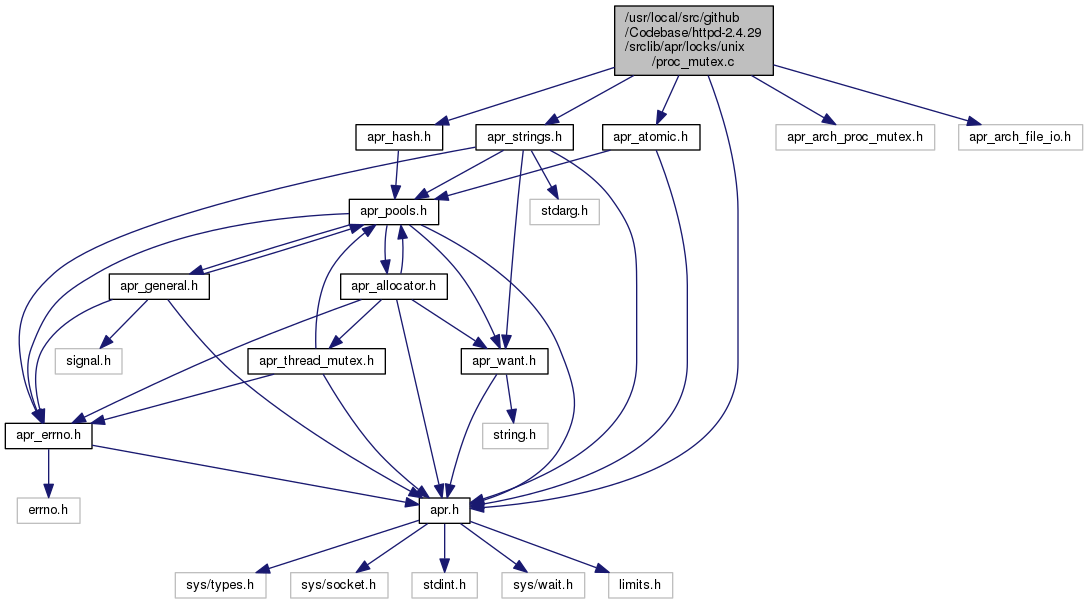 /usr/local/src/github
/Codebase/httpd-2.4.29
/srclib/apr/locks/unix
/proc_mutex.c
apr_hash.h
apr_strings.h
apr_atomic.h
apr_arch_proc_mutex.h
apr_arch_file_io.h
apr_pools.h
stdarg.h
apr_general.h
apr_allocator.h
signal.h
apr_thread_mutex.h
apr_want.h
apr_errno.h
string.h
errno.h
apr.h
sys/types.h
sys/socket.h
stdint.h
sys/wait.h
limits.h